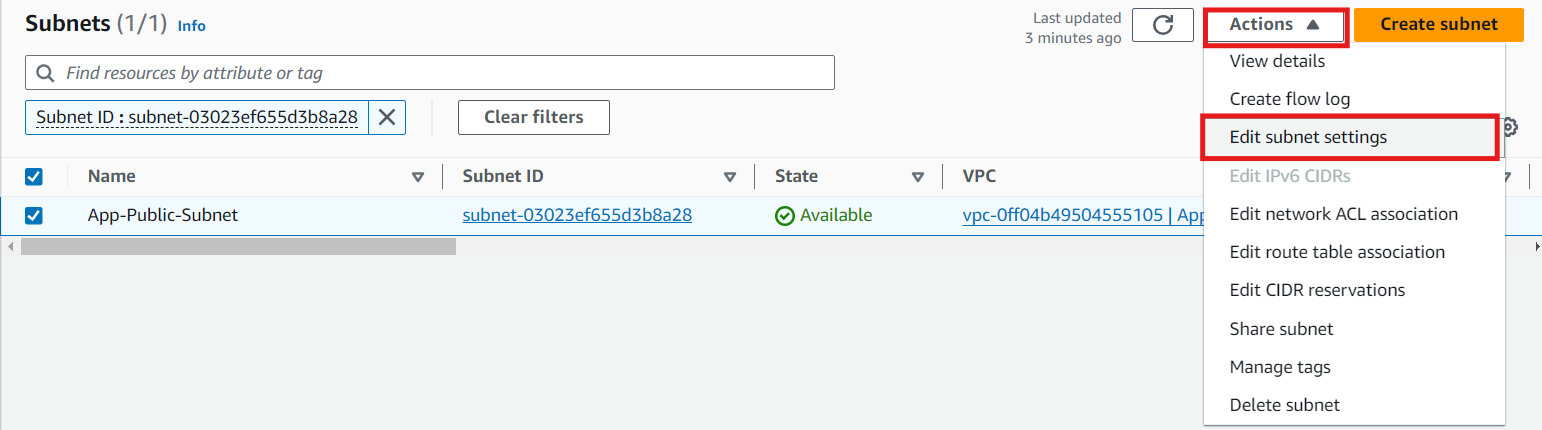 Subnets (1/1) Info
Last updated
3 minutes ago
Actions
Create subnet
Find resources by attribute or tag
Subnet ID : subnet-03023ef655d3b8a28
Clear filters
Name
Subnet ID
State
VPC
App-Public-Subnet
subnet-03023ef655d3b8a28
Available
vpc-0ff04b49504555105 | App
View details
Create flow log
Edit subnet settings
Edit IPv6 CIDRs
Edit network ACL association
Edit route table association
Edit CIDR reservations
Share subnet
Manage tags
Delete subnet